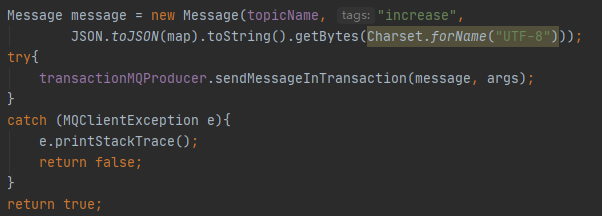 Message message = new Message(topicName, tags: "increase",
JSON.toJSON(map).toString().getBytes(Charset.forName("UTF-8")));
try{
transactionMQProducer.sendMessageInTransaction(message, args);
}
catch (MQClientException e){
e.printStackTrace();
return false;
}
return true;